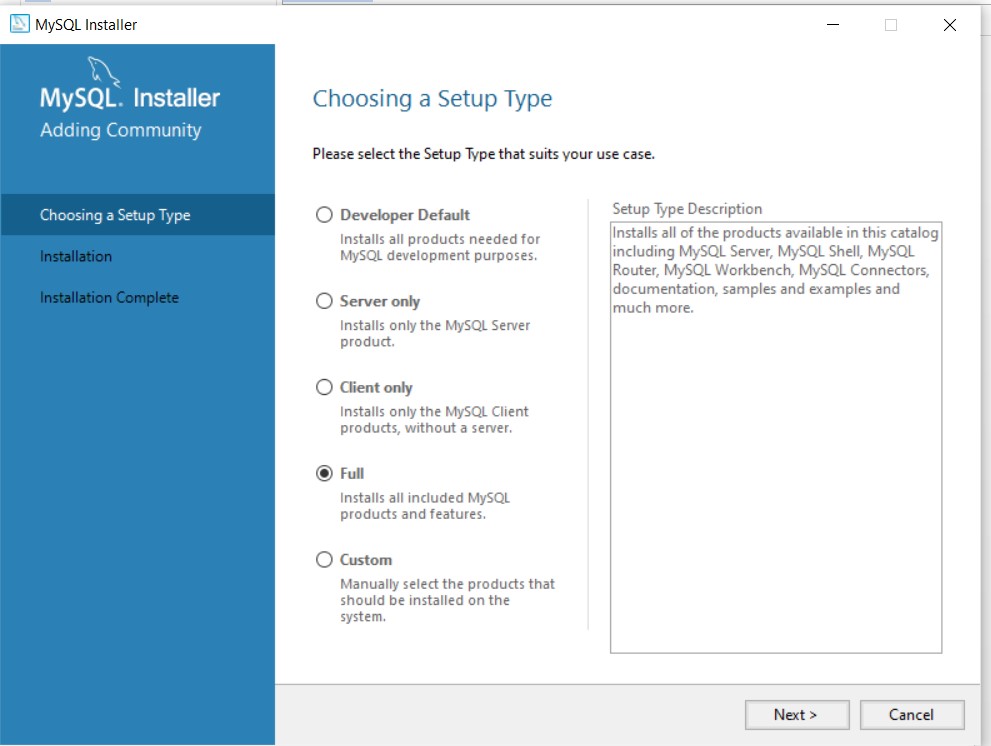 MySQL Installer
MySQL. Installer
Adding Community
Choosing a Setup Type
Installation
Installation Complete
Choosing a Setup Type
Please select the Setup Type that suits your use case.
Developer Default
Installs all products needed for
MySQL development purposes.
Server only
Installs only the MySQL Server
product.
Client only
Installs only the MySQL Client
products, without a server.
Full
Installs all included MySQL
products and features.
Custom
Manually select the products that
should be installed on the
system.
Setup Type Description
Installs all of the products available in this catalog
including MySQL Server, MySQL Shell, MySQL
Router, MySQL Workbench, MySQL Connectors,
documentation, samples and examples and
much more.
Next >
Cancel